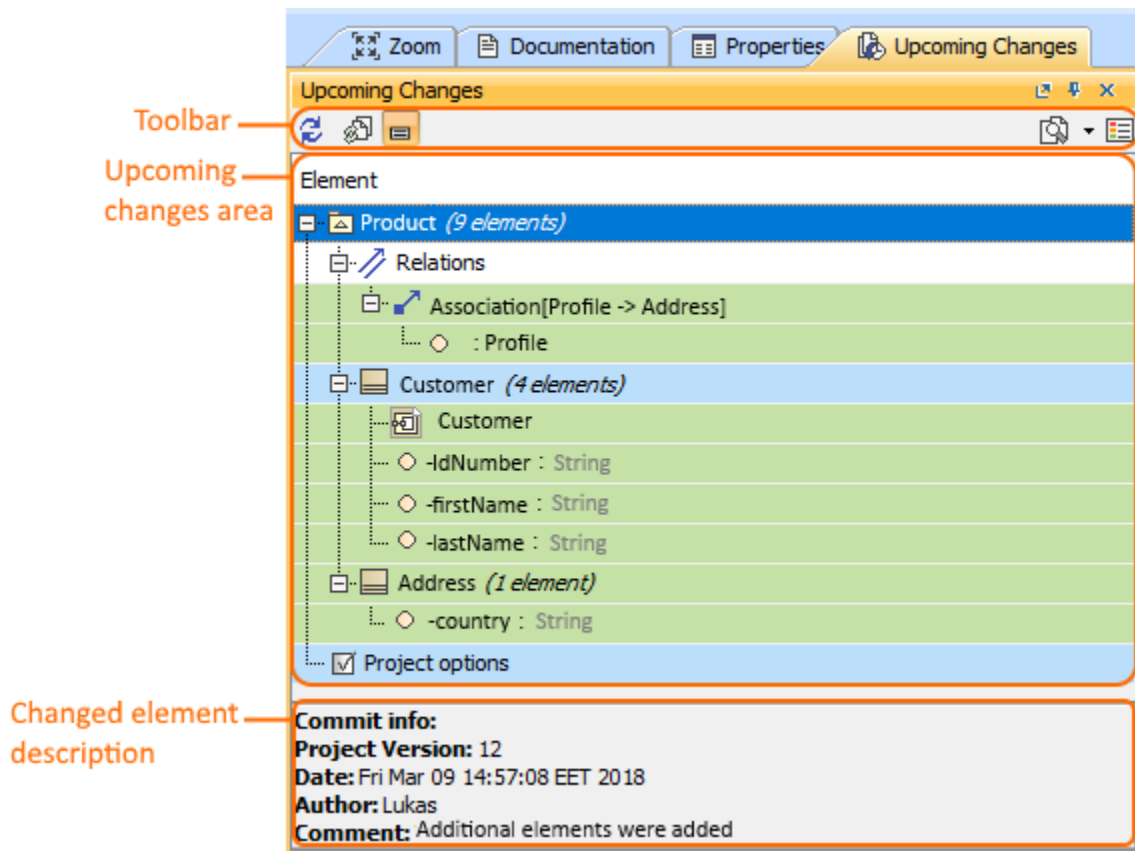 Zoom Documentation Properties Upcoming Changes
Upcoming Changes
Toolbar
Upcoming changes area
Element
Product (9 elements)
Relations
Association[Profile -> Address]
: Profile
Customer (4 elements)
Customer
-IdNumber : String
-firstName : String
-lastName : String
Address (1 element)
-country : String
Project options
Changed element description
Commit info:
Project Version: 12
Date: Fri Mar 09 14:57:08 EET 2018
Author: Lukas
Comment: Additional elements were added